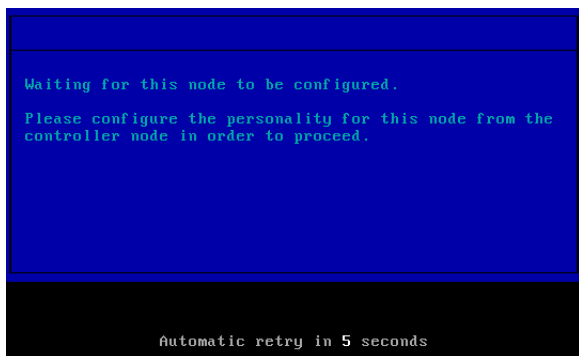 Waiting for this node to be configured.
Please configure the personality for this node from the
controller node in order to proceed.
Automatic retry in 5 seconds